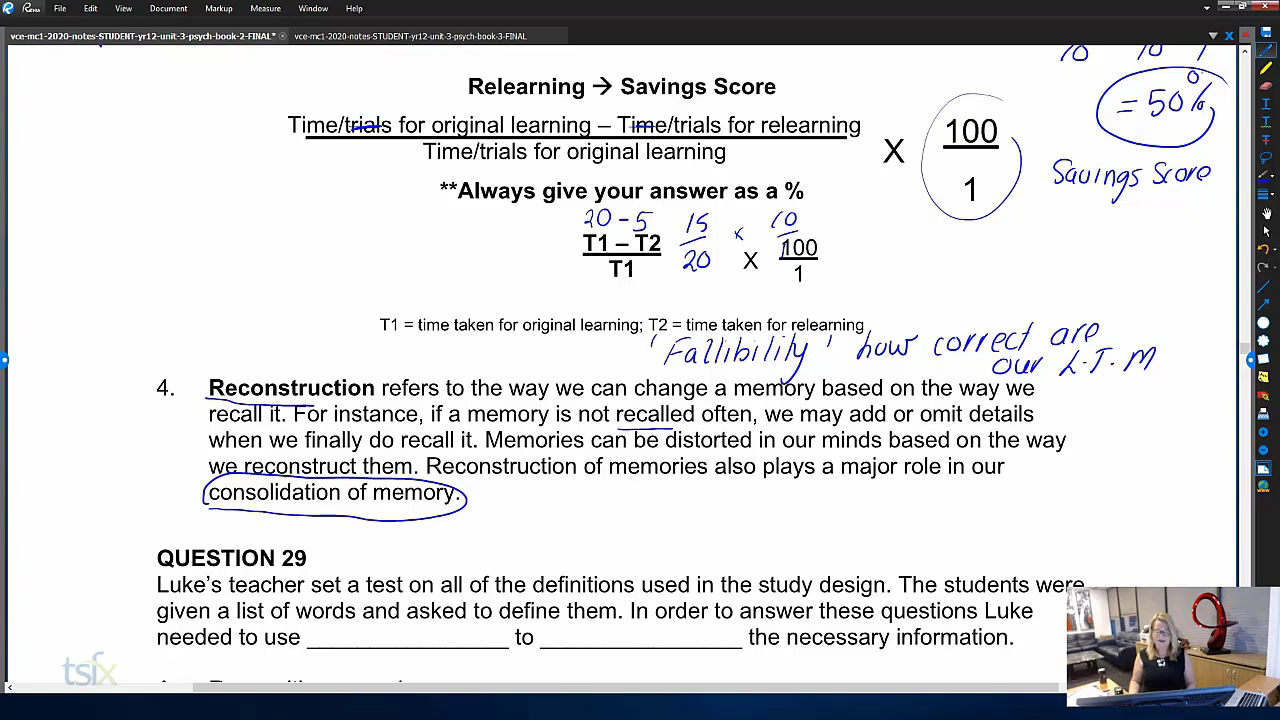 File Edit View Document Markup Measure Window Help
vce-mc1-2020-notes-STUDENT-yr12-unit-3-psych-book-2-FINAL* vce-mc1-2020-notes-STUDENT-yr12-unit-3-psych-book-3-FINAL
10 10 1
= 50%
Relearning → Savings Score
Time/trials for original learning – Time/trials for relearning
Time/trials for original learning
X 100
1
Savings Score
**Always give your answer as a %
20 - 5 15 × 10
T1 – T2 20 X 100
T1 1
T1 = time taken for original learning; T2 = time taken for relearning
'Fallibility' how correct are
our L.T.M
4. Reconstruction refers to the way we can change a memory based on the way we
recall it. For instance, if a memory is not recalled often, we may add or omit details
when we finally do recall it. Memories can be distorted in our minds based on the way
we reconstruct them. Reconstruction of memories also plays a major role in our
consolidation of memory.
QUESTION 29
Luke's teacher set a test on all of the definitions used in the study design. The students were
given a list of words and asked to define them. In order to answer these questions Luke
needed to use _________________ to _________________ the necessary information.
tsfx